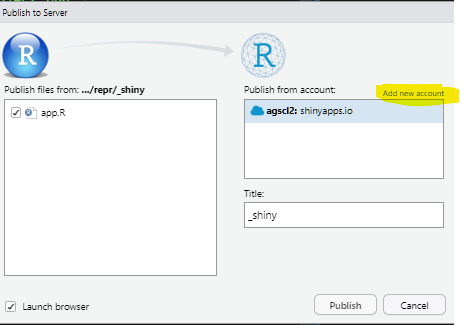 Publish to Server
R
R
Publish files from: .../repr/_shiny
Publish from account:
Add new account
app.R
agscl2: shinyapps.io
Title:
_shiny
Launch browser
Publish
Cancel